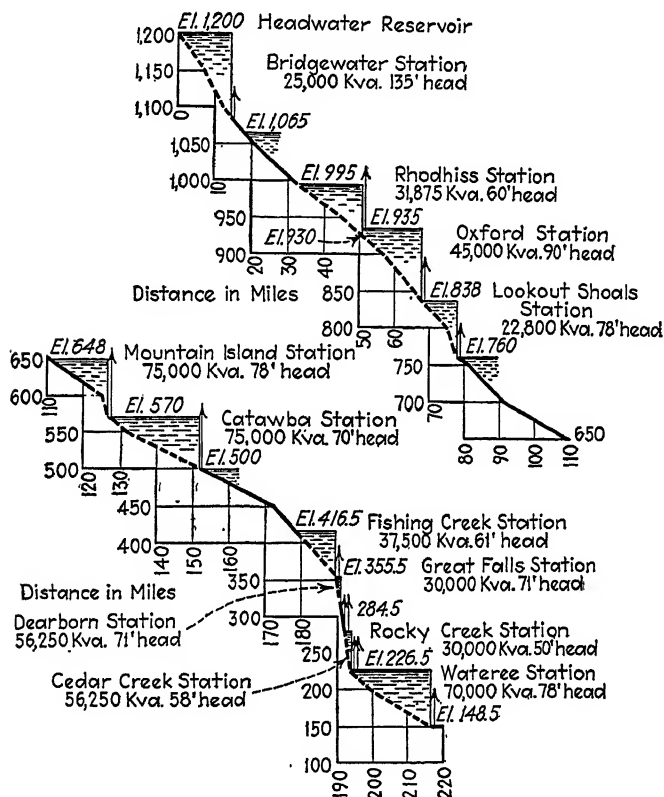 El. 1,200 Headwater Reservoir
1,200
1,150
Bridgewater Station
25,000 Kva. 135' head
1,100
0
El. 1,065
1,050
1,000
10
El. 995
Rhodhiss Station
31,875 Kva. 60' head
950
El. 935
El. 930
Oxford Station
45,000 Kva. 90' head
900
20
30
40
850
El. 838
Lookout Shoals
Station
22,800 Kva. 78' head
Distance in Miles
800
50
60
El. 760
750
700
70
650
80
90
100
110
El. 648
650
Mountain Island Station
75,000 Kva. 78' head
600
110
El. 570
550
Catawba Station
75,000 Kva. 70' head
500
120
130
El. 500
450
El. 416.5
Fishing Creek Station
37,500 Kva. 61' head
400
140
150
160
El. 355.5
Great Falls Station
30,000 Kva. 71' head
350
Distance in Miles
Dearborn Station
56,250 Kva. 71' head
300
170
180
284.5
Rocky Creek Station
30,000 Kva. 50' head
250
El. 226.5
Cedar Creek Station
56,250 Kva. 58' head
Wateree Station
70,000 Kva. 78' head
200
El. 148.5
150
100
190
200
210
220